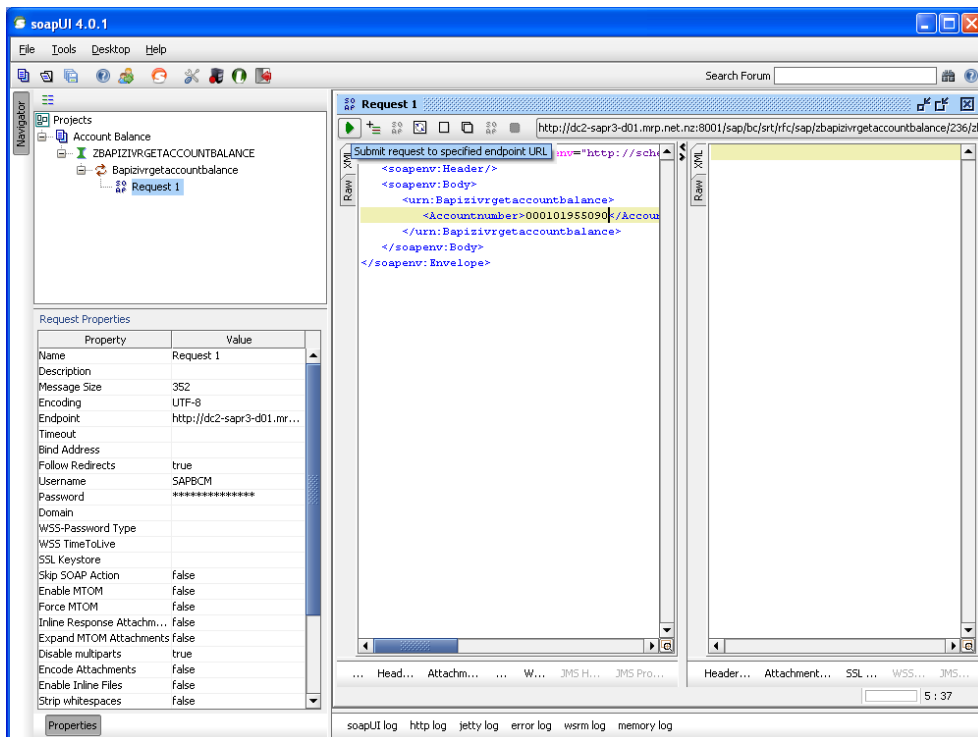 soapUI 4.0.1
File Tools Desktop Help
Search Forum
Navigator
Projects
Account Balance
ZBAPIZIVRGETACCOUNTBALANCE
Bapizivrgetaccountbalance
Request 1
Request Properties
Property Value
Name Request 1
Description
Message Size 352
Encoding UTF-8
Endpoint http://dc2-sapr3-d01.mr...
Timeout
Bind Address
Follow Redirects true
Username SAPBCM
Password **************
Domain
WSS-Password Type
WSS TimeToLive
SSL Keystore
Skip SOAP Action false
Enable MTOM false
Force MTOM false
Inline Response Attachm... false
Expand MTOM Attachments false
Disable multiparts true
Encode Attachments false
Enable Inline Files false
Strip whitespaces false
Properties
Request 1
http://dc2-sapr3-d01.mrp.net.nz:8001/sap/bc/srt/rfc/sap/zbapizivrgetaccountbalance/236/zl
Submit request to specified endpoint URL
XML
Raw
env="http://sche
<soapenv:Header/>
<soapenv:Body>
<urn:Bapizivrgetaccountbalance>
<Accountnumber>000101955090</Accou
</urn:Bapizivrgetaccountbalance>
</soapenv:Body>
</soapenv:Envelope>
... Head... Attachm... ... W... JMS H... JMS Pro...
XML
Raw
Header... Attachment... SSL ... WSS... JMS...
5 : 37
soapUI log http log jetty log error log wsrm log memory log